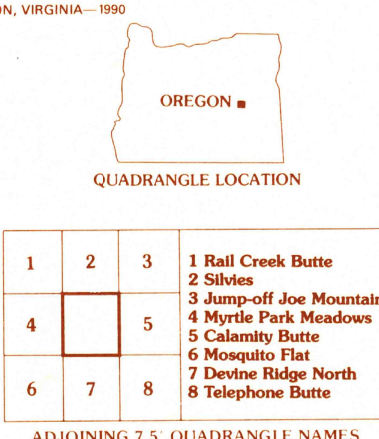 ON, VIRGINIA—1990
OREGON
QUADRANGLE LOCATION
1 2 3
4 5
6 7 8
1 Rail Creek Butte
2 Silvies
3 Jump-off Joe Mountain
4 Myrtle Park Meadows
5 Calamity Butte
6 Mosquito Flat
7 Devine Ridge North
8 Telephone Butte
ADJOINING 7.5' QUADRANGLE NAMES